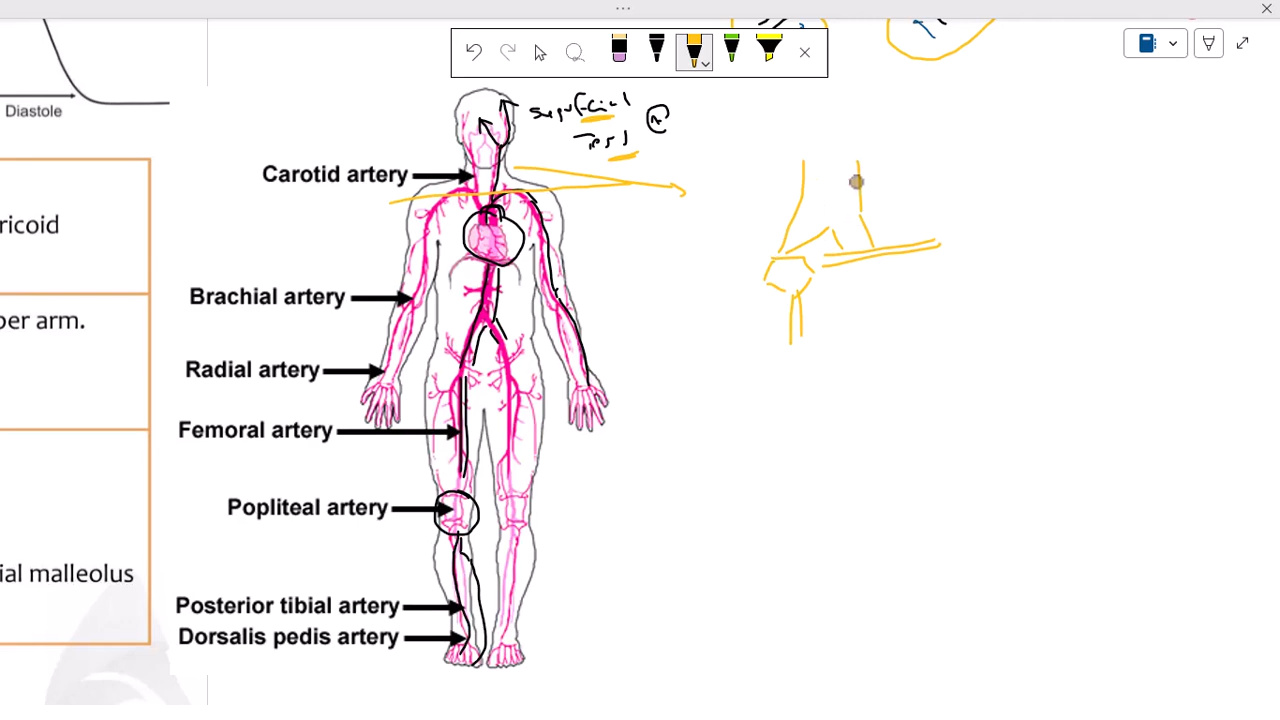 Diastole
ricoid
per arm.
ial malleolus
superficial
Carotid artery
Brachial artery
Radial artery
Femoral artery
Popliteal artery
Posterior tibial artery
Dorsalis pedis artery